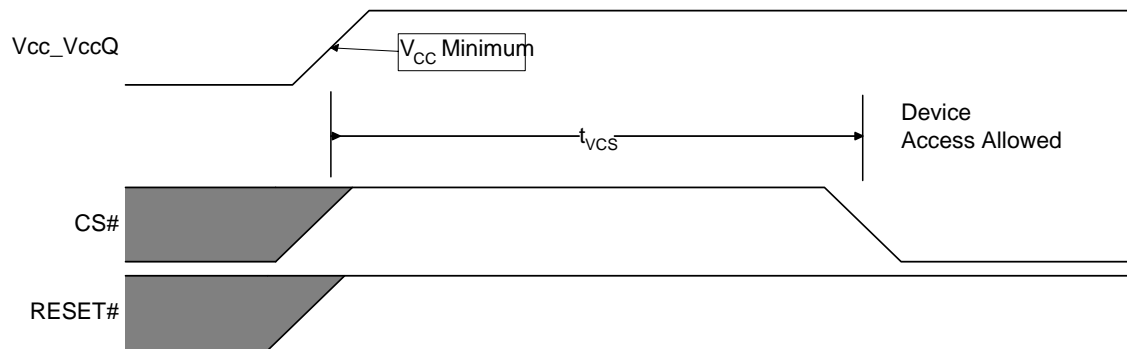 Vcc_VccQ
VCC Minimum
tVCS
Device
Access Allowed
CS#
RESET#